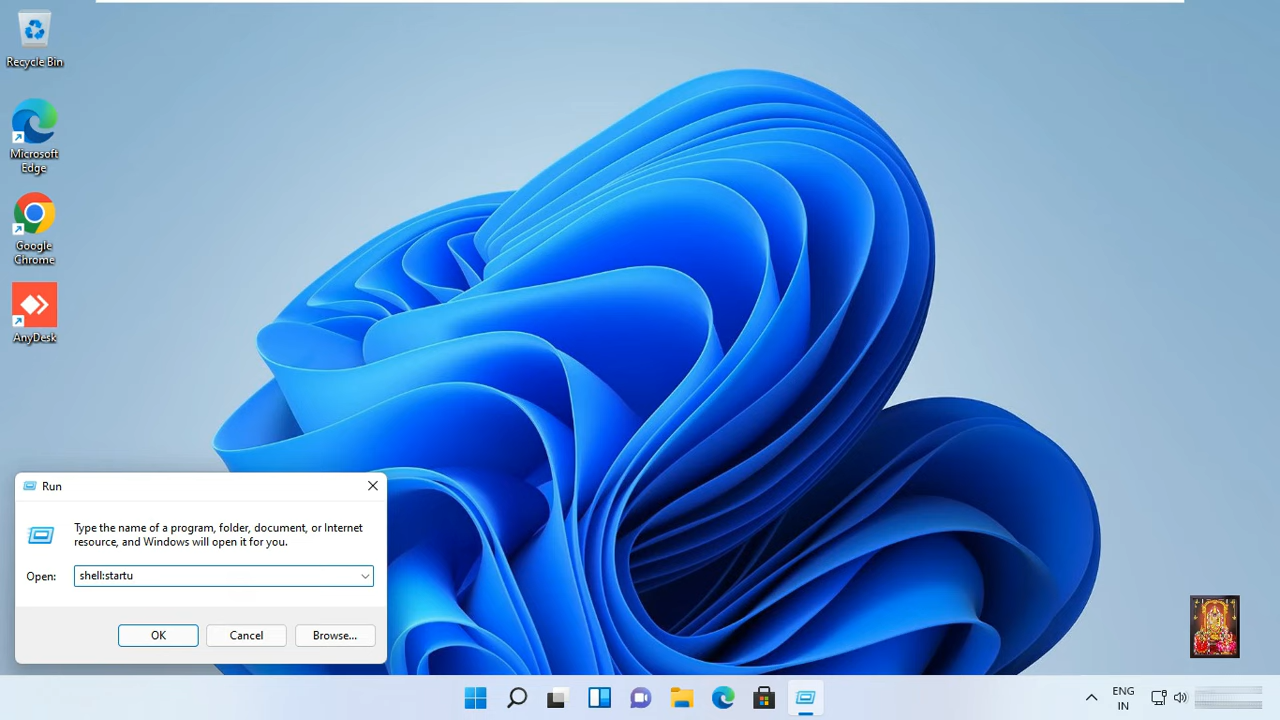 Recycle Bin
Microsoft
Edge
Google
Chrome
AnyDesk
Run
Type the name of a program, folder, document, or Internet
resource, and Windows will open it for you.
Open: shell:startu
OK Cancel Browse...
ENG
IN